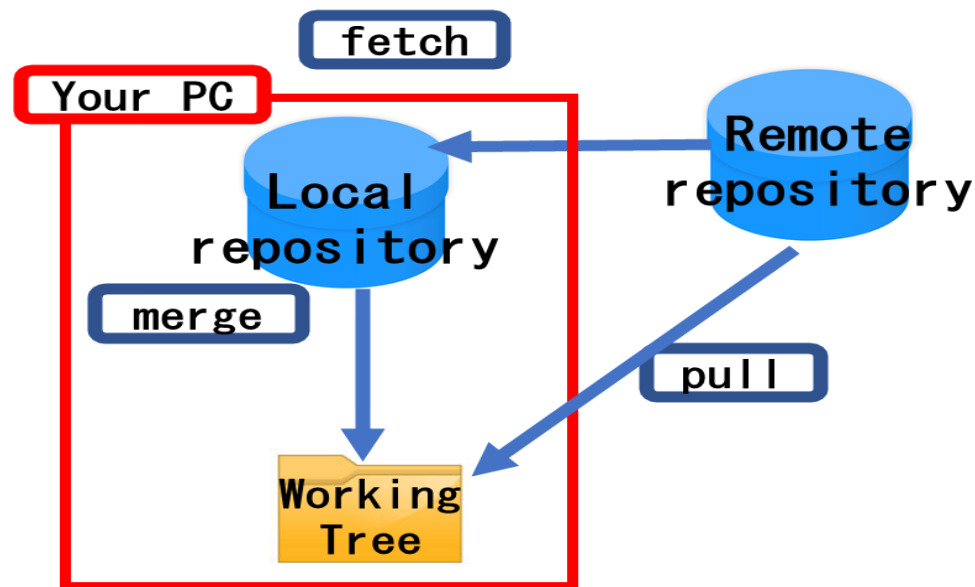 fetch
Your PC
Remote
repository
Local
repository
merge
pull
Working
Tree